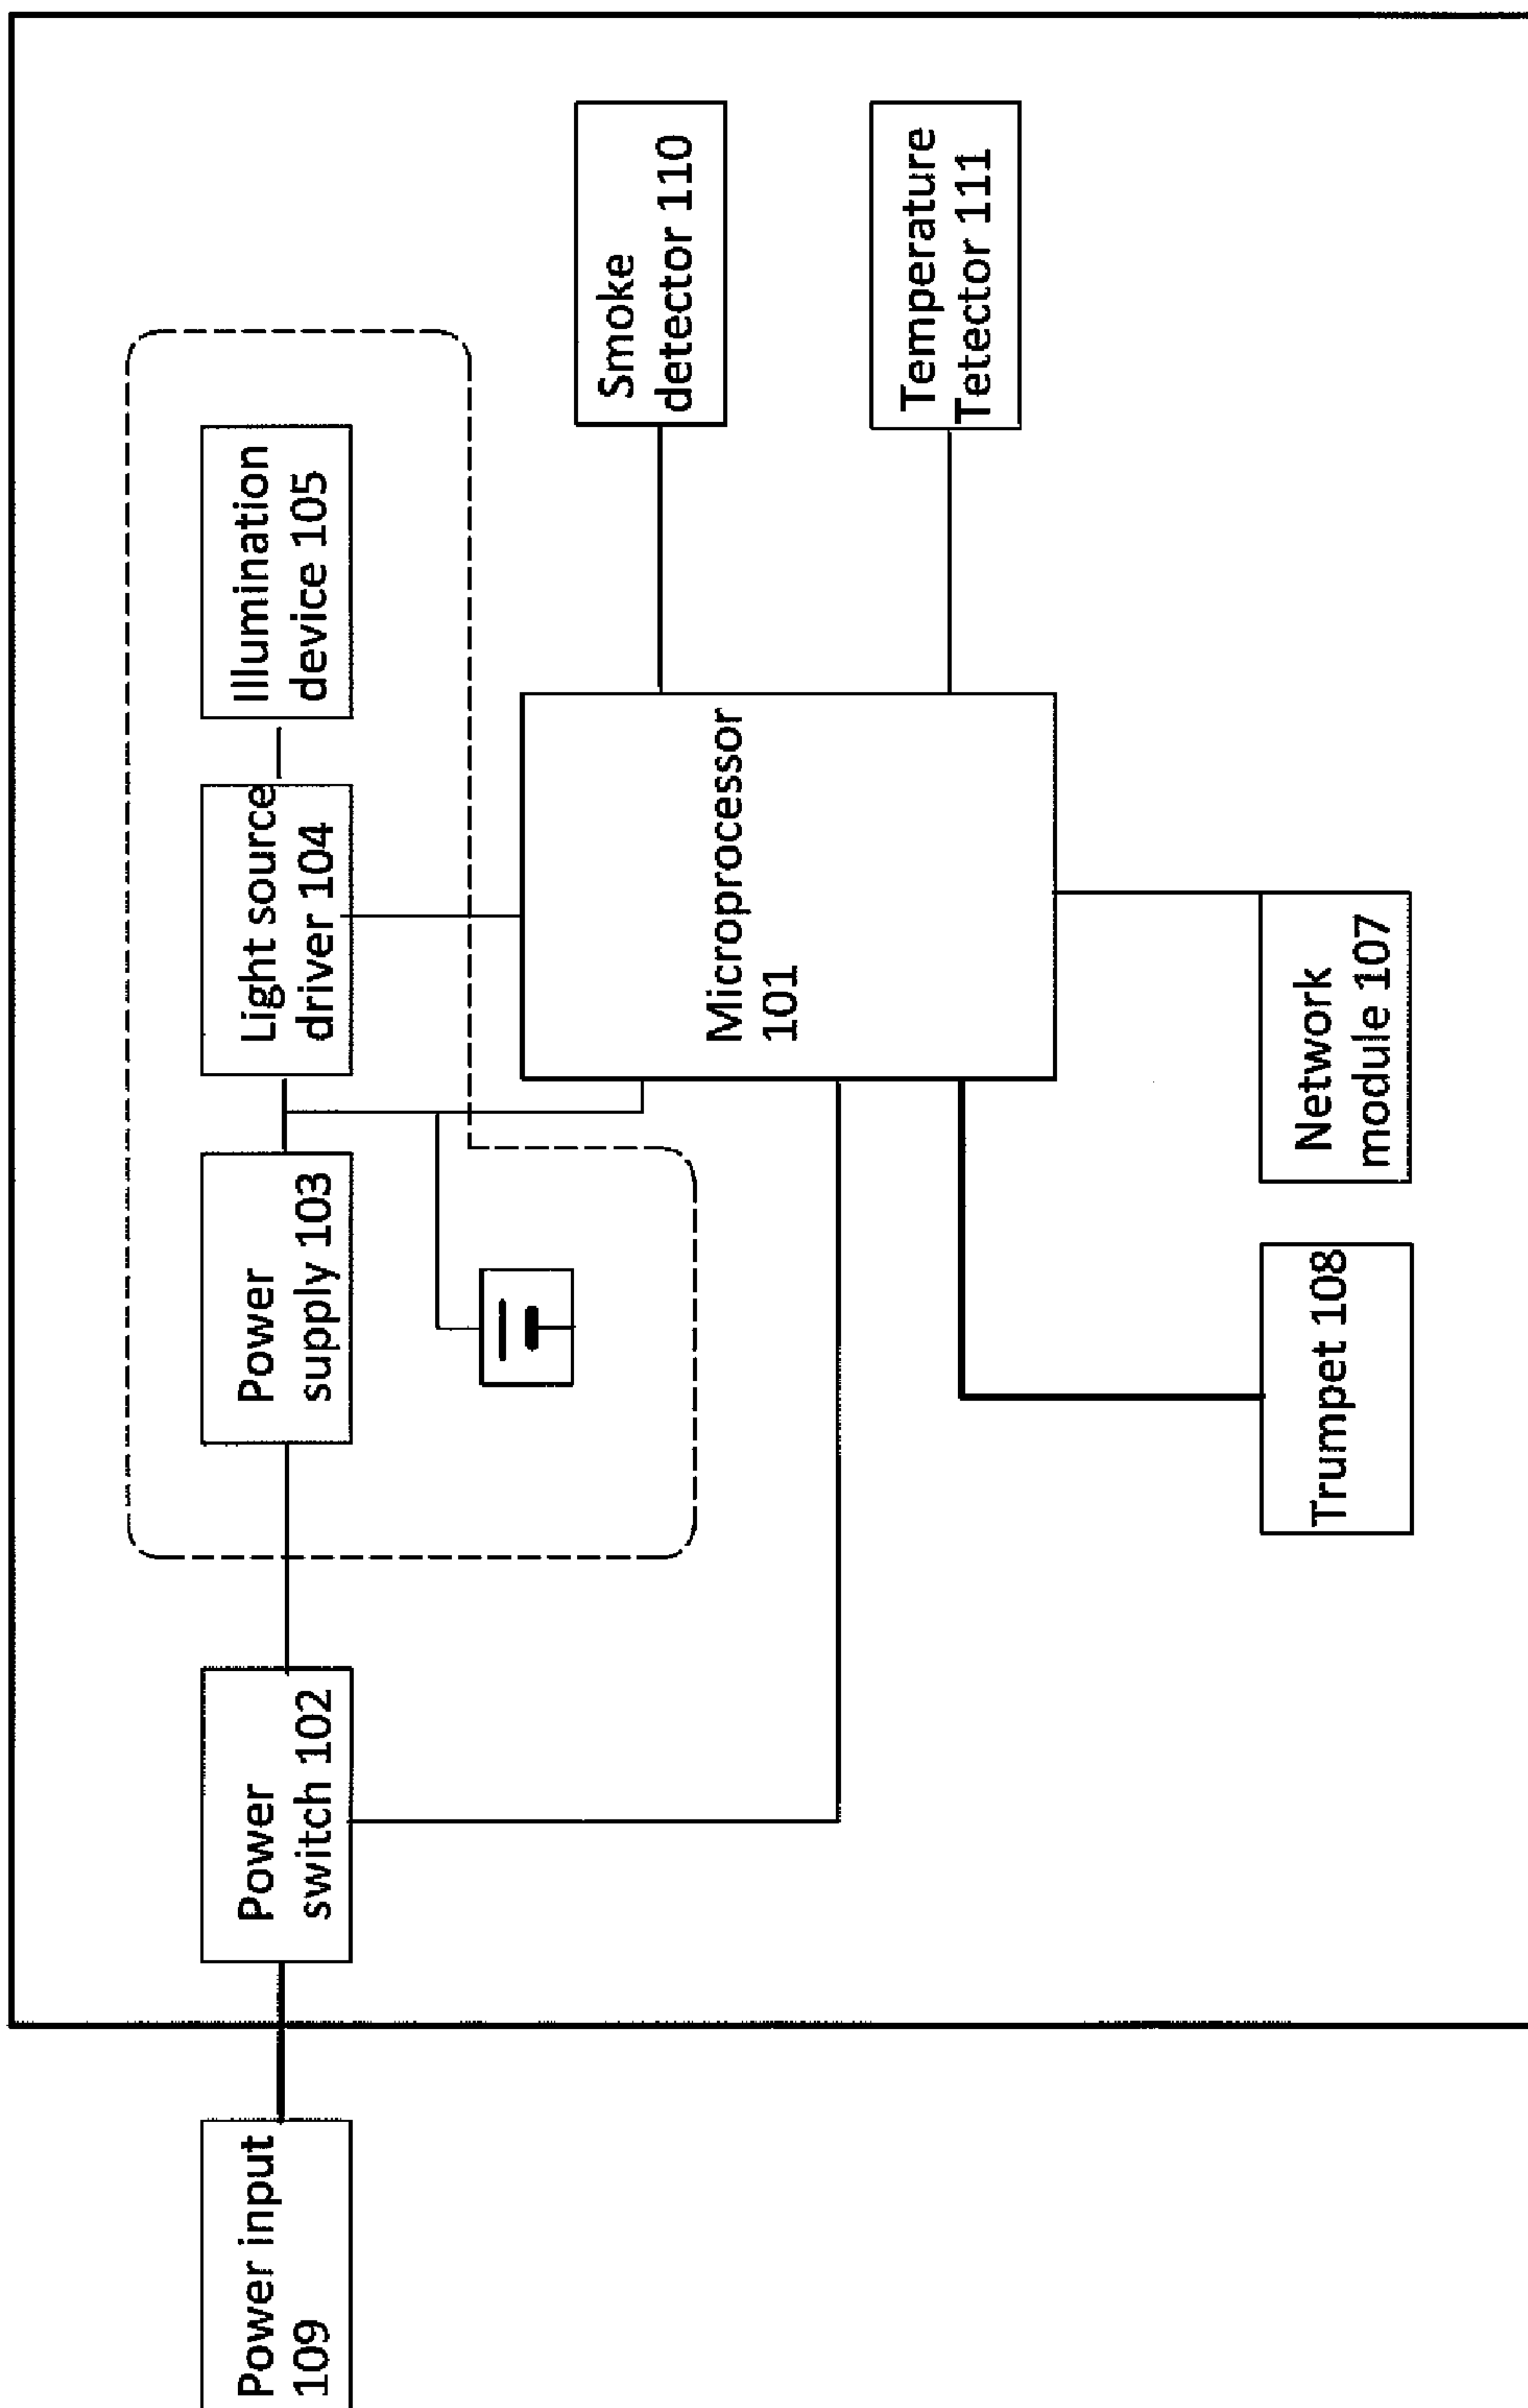 Power input
109
Power
switch 102
Power
supply 103
Light source
driver 104
Illumination
device 105
Smoke
detector 110
Temperature
Tetector 111
Microprocessor
101
Trumpet 108
Network
module 107